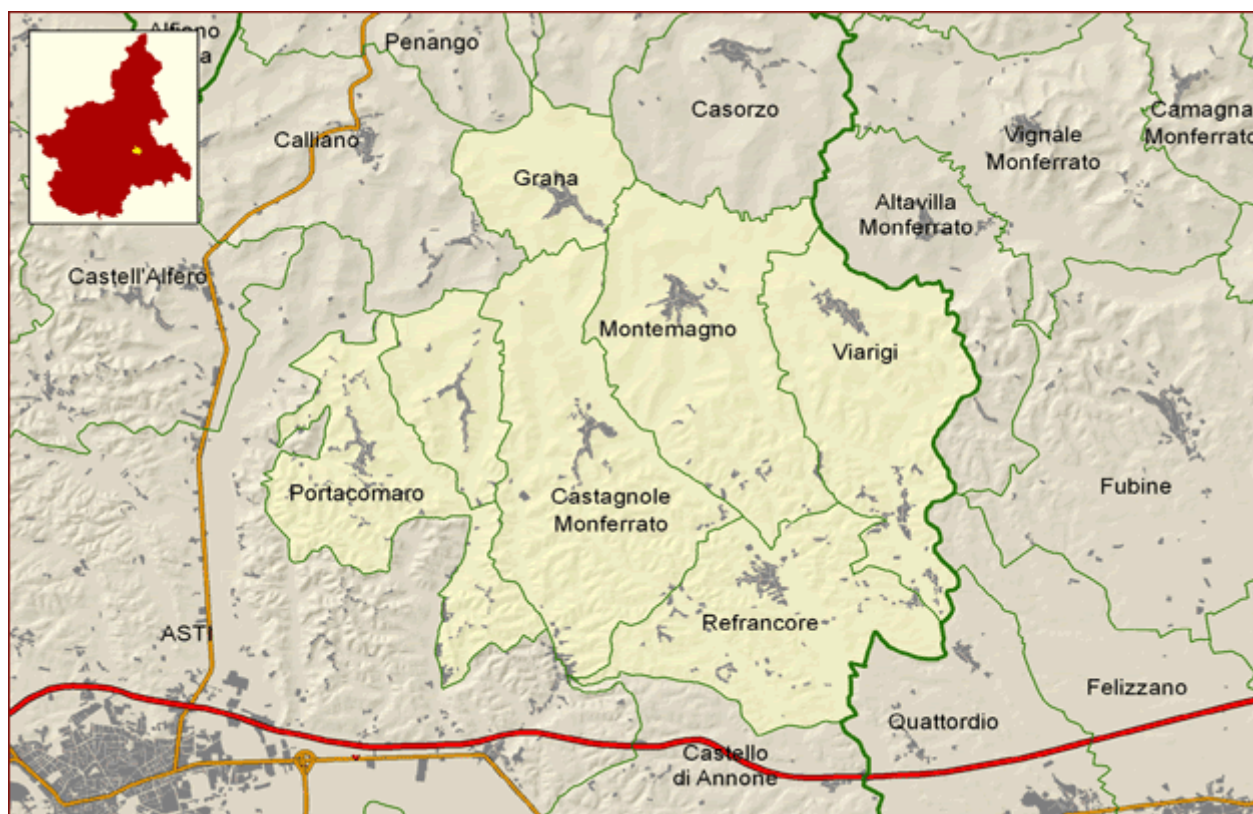 Penango
Casorzo
Camagna
Monferrato
Vignale
Monferrato
Calliano
Grana
Altavilla
Monferrato
Castell'Alfero
Montemagno
Viarigi
Portacomaro
Castagnole
Monferrato
Fubine
Refrancore
ASTI
Felizzano
Quattordio
Castello
di Annone